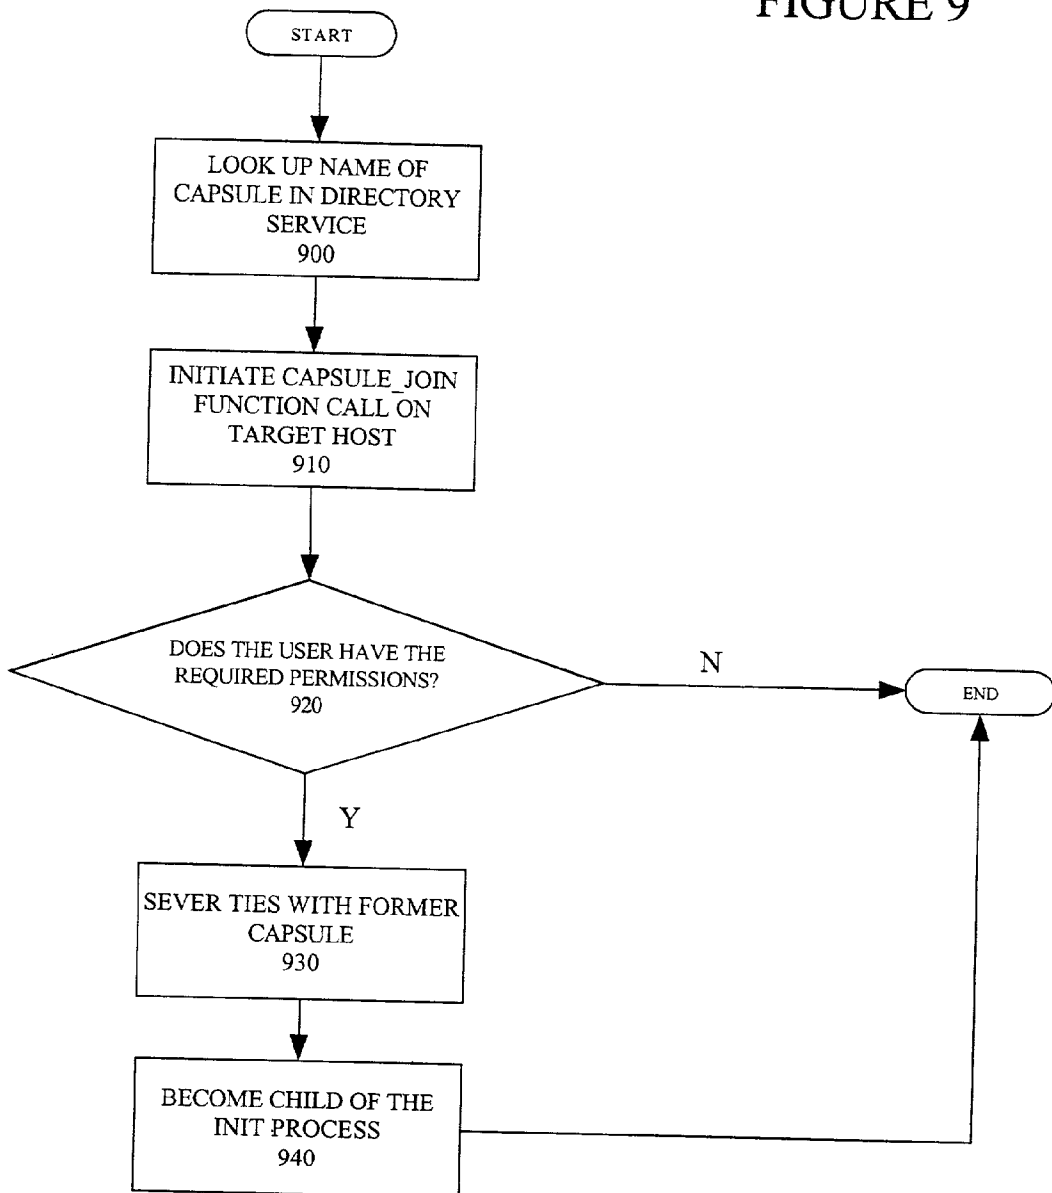 FIGURE 9
START
LOOK UP NAME OF
CAPSULE IN DIRECTORY
SERVICE
900
INITIATE CAPSULE_JOIN
FUNCTION CALL ON
TARGET HOST
910
DOES THE USER HAVE THE
REQUIRED PERMISSIONS?
920
N
END
Y
SEVER TIES WITH FORMER
CAPSULE
930
BECOME CHILD OF THE
INIT PROCESS
940